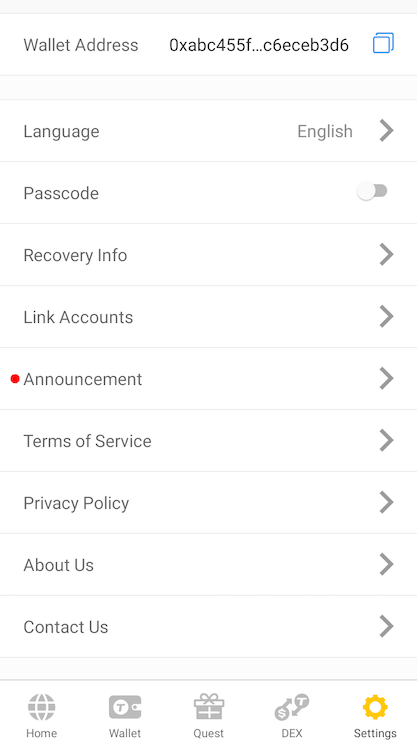 Wallet Address 0xabc455f...c6eceb3d6
Language English
Passcode
Recovery Info
Link Accounts
Announcement
Terms of Service
Privacy Policy
About Us
Contact Us
Home Wallet Quest DEX Settings